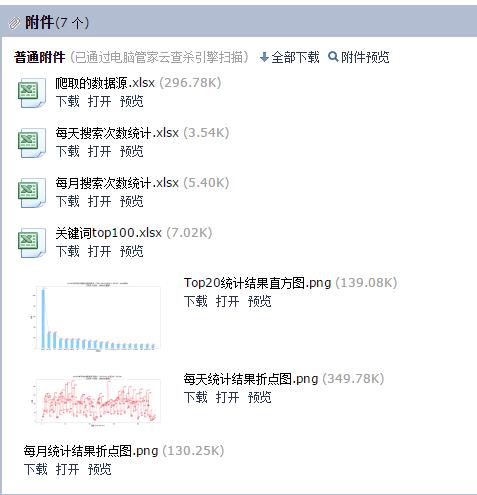 附件(7 个)
普通附件 (已通过电脑管家云查杀引擎扫描) 全部下载 附件预览
爬取的数据源.xlsx (296.78K)
下载 打开 预览
每天搜索次数统计.xlsx (3.54K)
下载 打开 预览
每月搜索次数统计.xlsx (5.40K)
下载 打开 预览
关键词top100.xlsx (7.02K)
下载 打开 预览
Top20统计结果直方图.png (139.08K)
下载 打开 预览
每天统计结果折点图.png (349.78K)
下载 打开 预览
每月统计结果折点图.png (130.25K)
下载 打开 预览